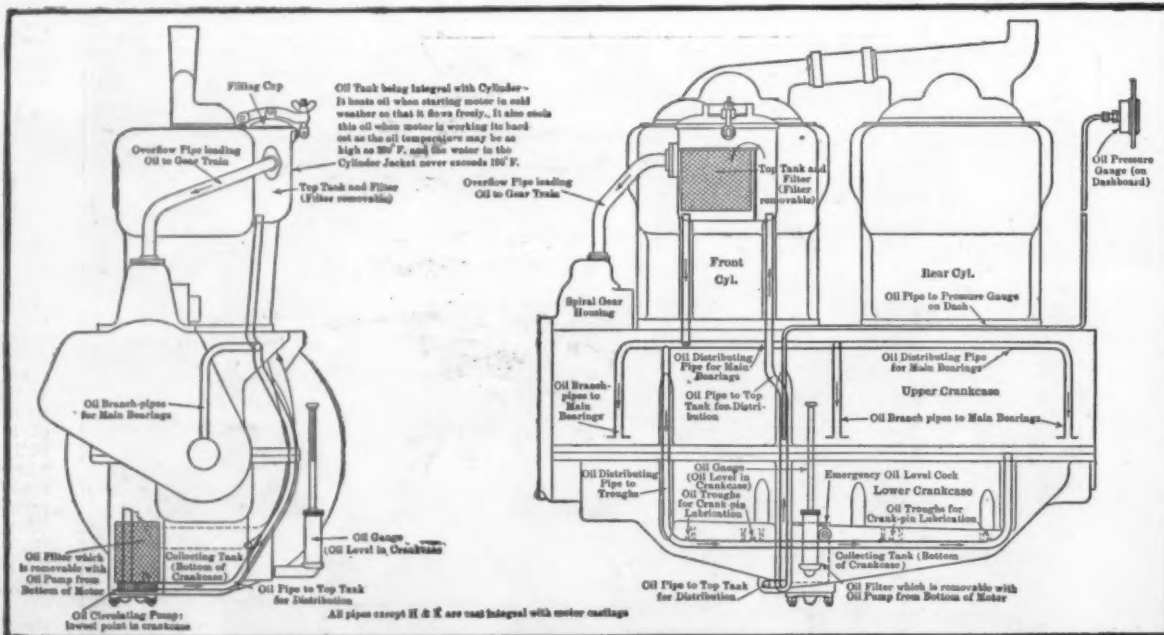 Filling Cap
Oil Tank being Integral with Cylinder—
It heats oil when starting motor in cold
weather so that it flows freely. It also cools
this oil when motor is working its hard-
est as the oil temperature may be as
high as F. and the water in the
Cylinder Jacket never exceeds F.
Overflow Pipe leading
Oil to Gear Train
Top Tank and Filter
(Filter removable)
Oil Branch-pipes
for Main Bearings
Oil Filter which
is removable with
Oil Pump from
Bottom of Motor
Collecting Tank
(Bottom of
Crankcase)
Oil Gauge
(Oil Level in Crankcase
Oil Pipe to Top Tank
for Distribution
Oil Circulating Pump:
lowest point in crankcase
All pipes except H & K are cast integral with motor castings
Overflow Pipe leading
Oil to Gear Train
Top Tank and
Filter
(Filter
removable)
Oil Pressure
Gauge (on
Dashboard)
Front
Cyl.
Rear Cyl.
Spiral Gear
Housing
Oil Pipe to Pressure Gauge
on Dash
Oil Distributing
Pipe for Main
Bearings
Oil Distributing Pipe
for Main Bearings
Oil Branch-
pipes to
Main
Bearings
Oil Pipe to Top
Tank for Distri-
bution
Upper Crankcase
Oil Branch pipes to Main Bearings
Oil Distributing
Pipe to
Troughs
Oil Gauge
(Oil Level in
Crankcase)
Oil Troughs
for Crank-pin
Lubrication
Emergency Oil Level Cock
Lower Crankcase
Oil Troughs for
Crank-pin Lubrication
Collecting Tank (Bottom
of Crankcase)
Oil Pipe to Top Tank
for Distribution
Oil Filter which is removable with
Oil Pump from Bottom of Motor